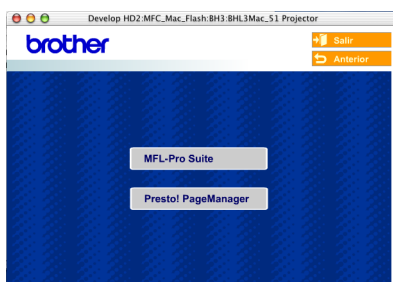 Develop HD2:MFC_Mac_Flash:BH3:BHL3Mac_51 Projector
brother
Salir
Anterior
MFL-Pro Suite
Presto! PageManager